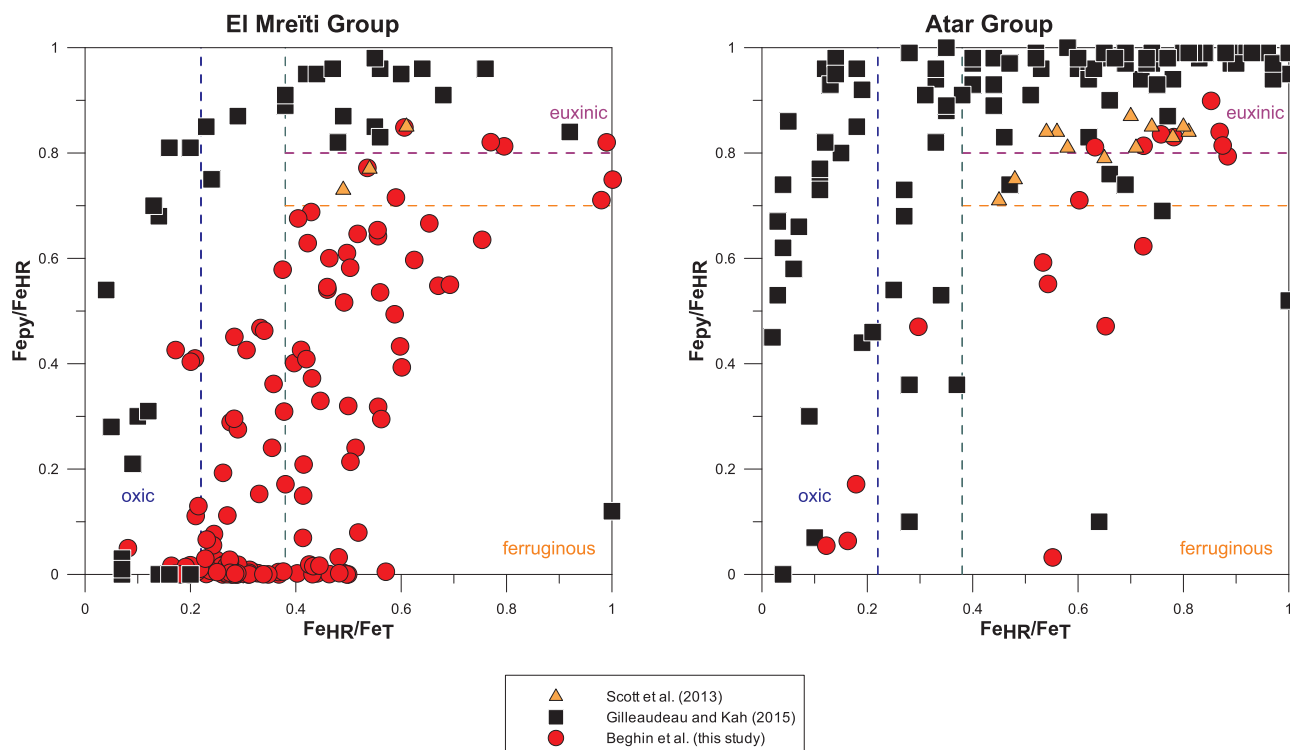 El Mreïti Group
Atar Group
1
0.8
0.6
0.4
0.2
0
FePy/FeHR
euxinic
oxic
ferruginous
0
0.2
0.4
0.6
0.8
1
FeHR/FeT
1
0.8
0.6
0.4
0.2
0
FePy/FeHR
euxinic
oxic
ferruginous
0
0.2
0.4
0.6
0.8
1
FeHR/FeT
Scott et al. (2013)
Gilleaudeau and Kah (2015)
Beghin et al. (this study)